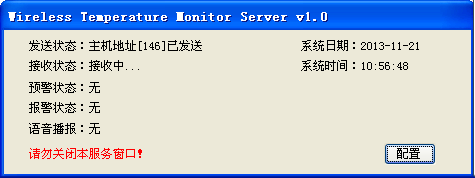 Wireless Temperature Monitor Server v1.0
发送状态：主机地址[146]已发送 系统日期：2013-11-21
接收状态：接收中... 系统时间：10:56:48
预警状态：无
报警状态：无
语音播报：无
请勿关闭本服务窗口！ 配置